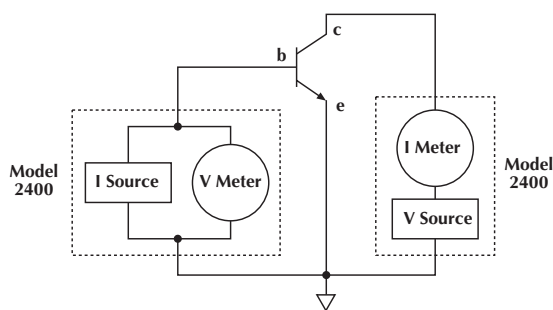 c
b
e
Model
2400
I Source
V Meter
I Meter
V Source
Model
2400